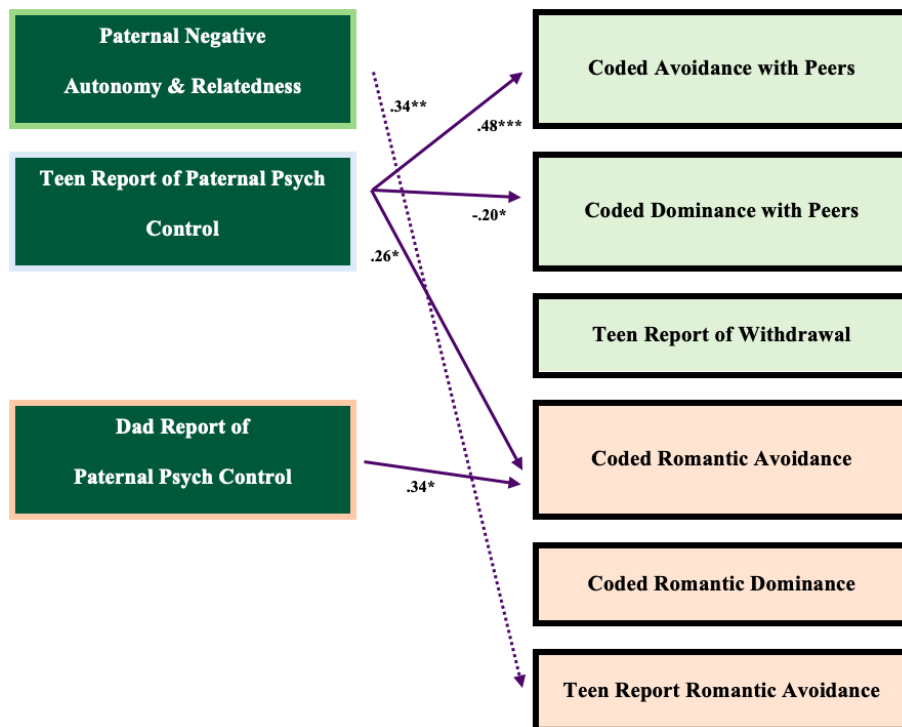 Paternal Negative
Autonomy & Relatedness
Teen Report of Paternal Psych
Control
Dad Report of
Paternal Psych Control
.34**
.48***
-.20*
.26*
.34*
Coded Avoidance with Peers
Coded Dominance with Peers
Teen Report of Withdrawal
Coded Romantic Avoidance
Coded Romantic Dominance
Teen Report Romantic Avoidance